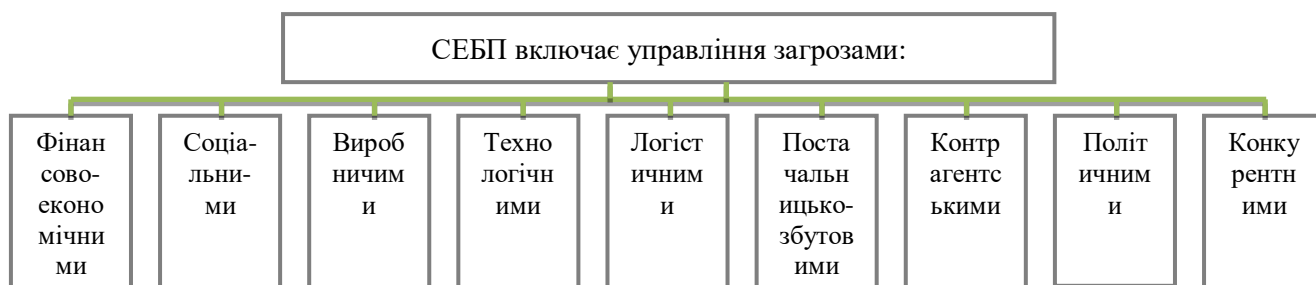 СЕБП включає управління загрозами:
Фінан
сово-
еконо
мічни
ми
Соціа-
льни-
ми
Вироб
ничим
и
Техно
логічн
ими
Логіст
ичним
и
Поста
чальн
ицько-
збутов
ими
Контр
агентс
ькими
Політ
ичним
и
Конку
рентн
ими